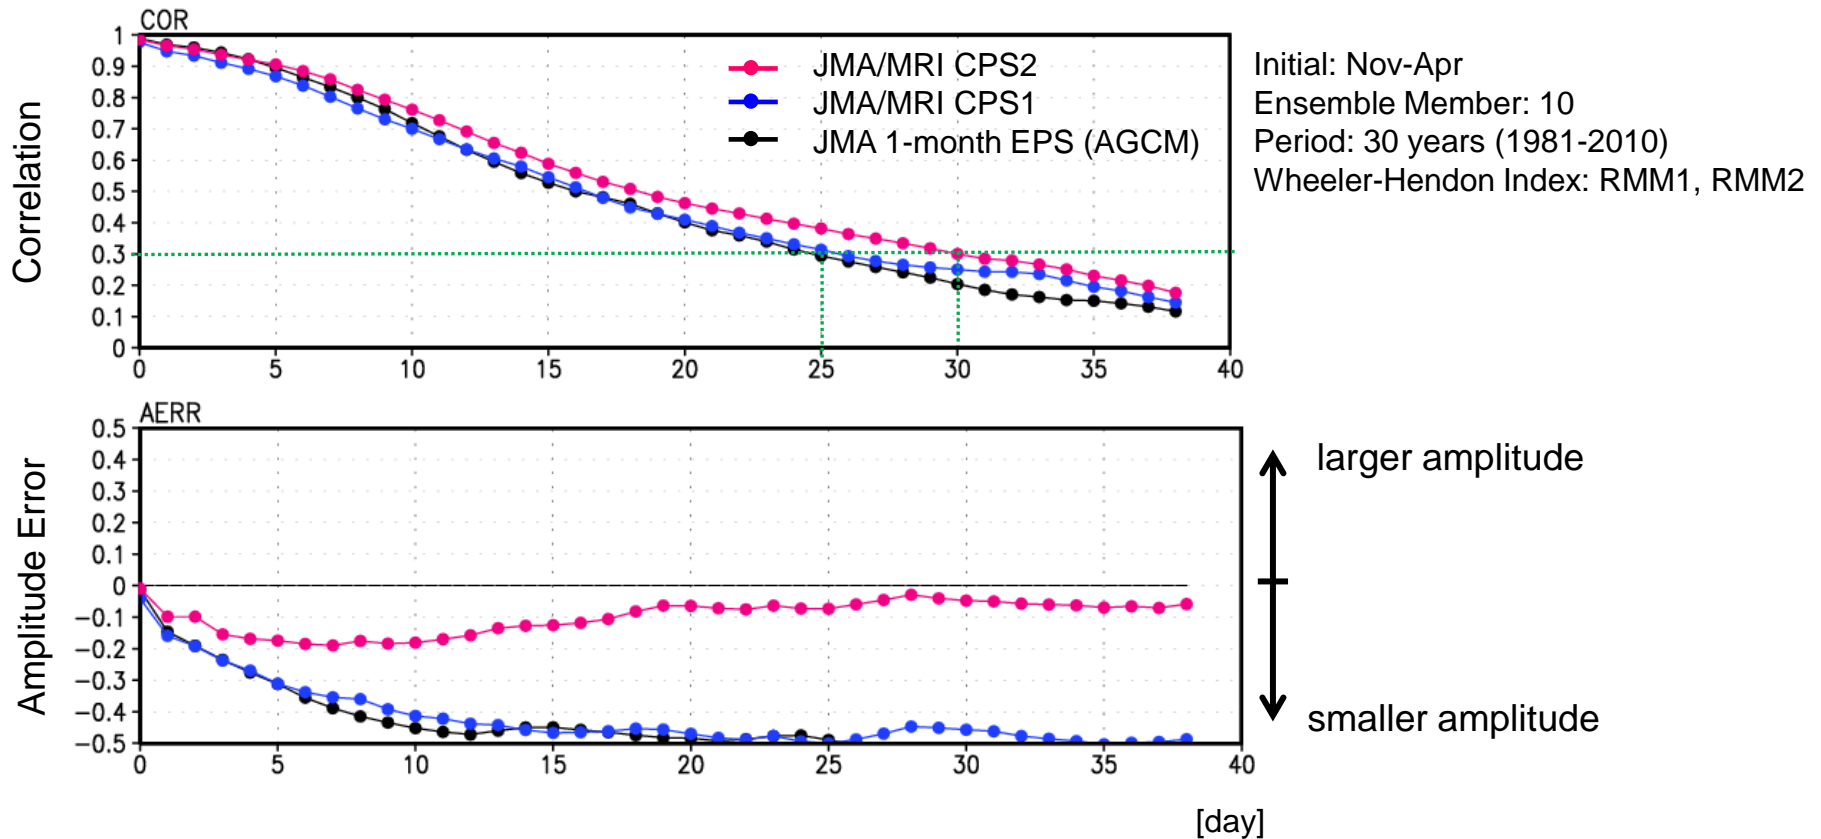 COR
1
0.9
0.8
0.7
0.6
0.5
0.4
0.3
0.2
0.1
0
0 5 10 15 20 25 30 35 40
Correlation
JMA/MRI CPS2
JMA/MRI CPS1
JMA 1-month EPS (AGCM)
Initial: Nov-Apr
Ensemble Member: 10
Period: 30 years (1981-2010)
Wheeler-Hendon Index: RMM1, RMM2
AERR
0.5
0.4
0.3
0.2
0.1
0
−0.1
−0.2
−0.3
−0.4
−0.5
0 5 10 15 20 25 30 35 40
Amplitude Error
larger amplitude
smaller amplitude
[day]